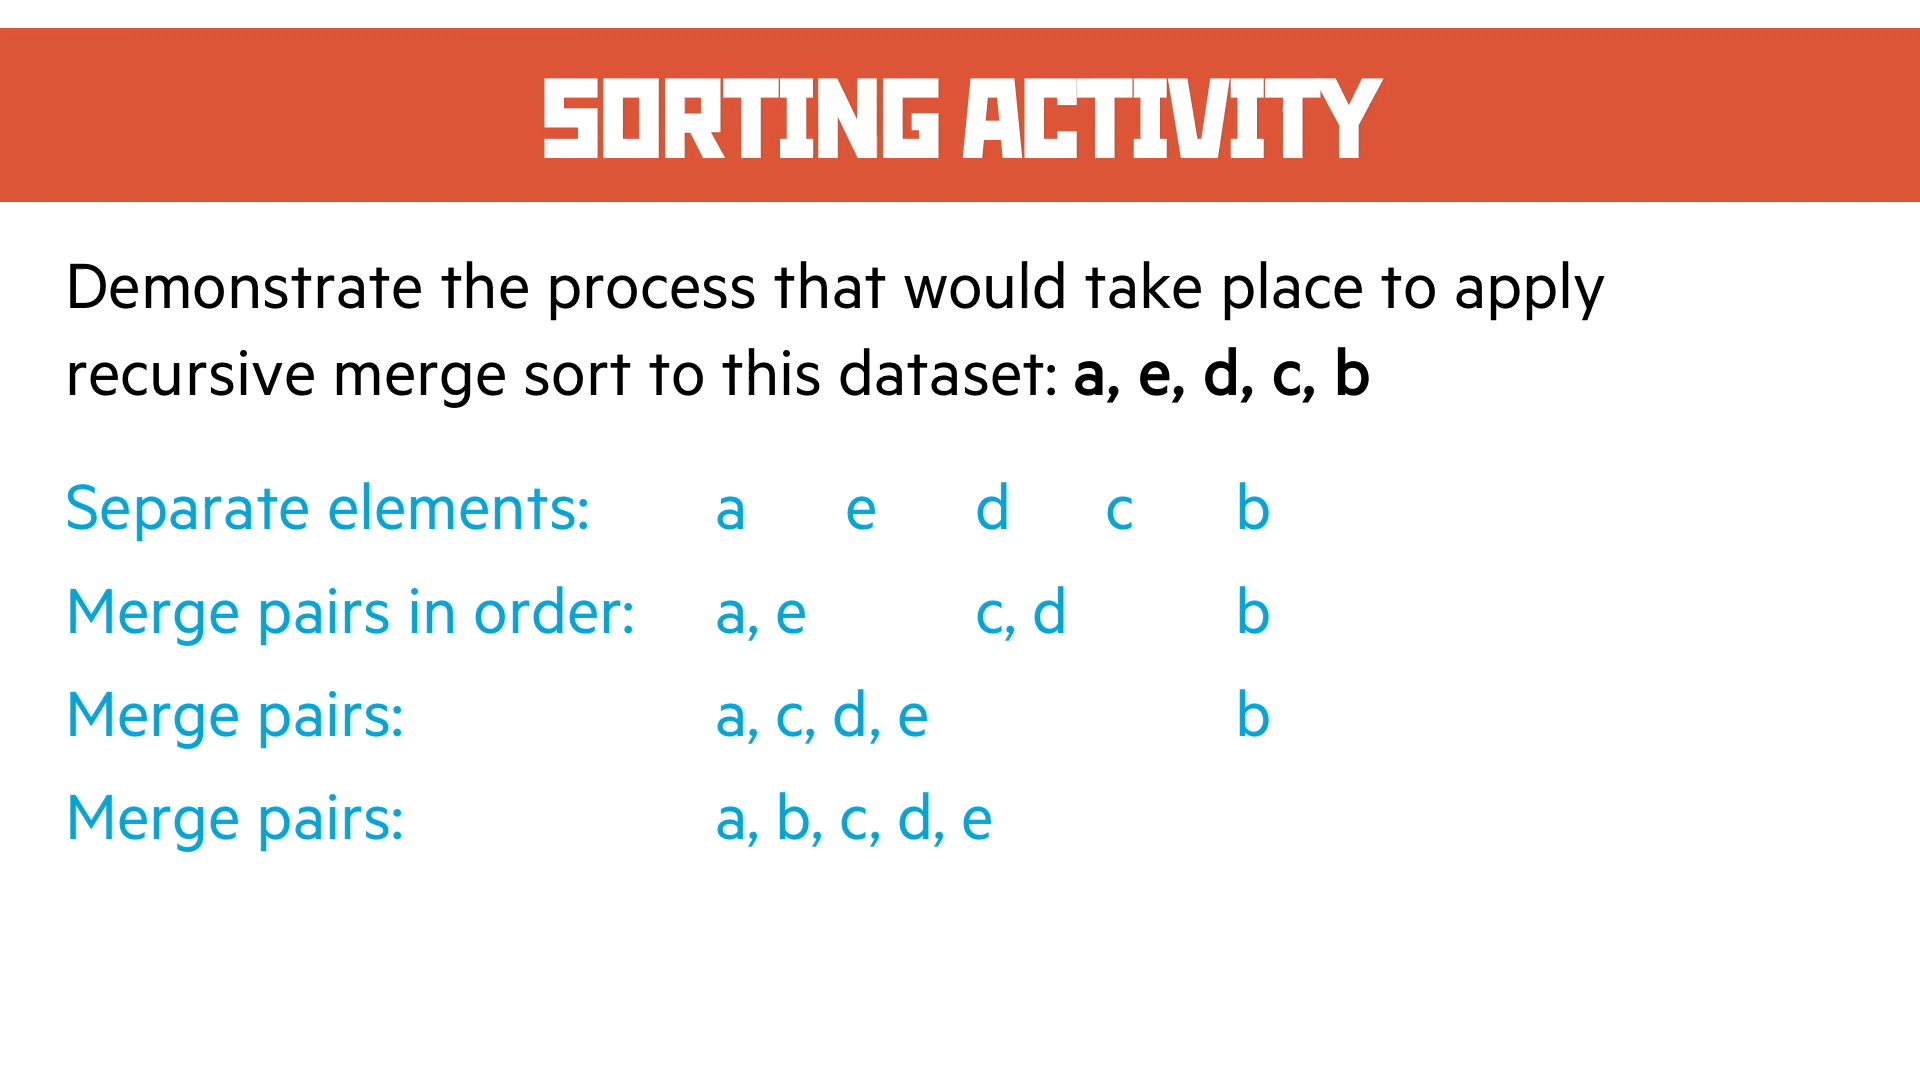 SORTING ACTIVITY
Demonstrate the process that would take place to apply
recursive merge sort to this dataset: a, e, d, c, b
Separate elements: a e d c b
Merge pairs in order: a, e c, d b
Merge pairs: a, c, d, e b
Merge pairs: a, b, c, d, e